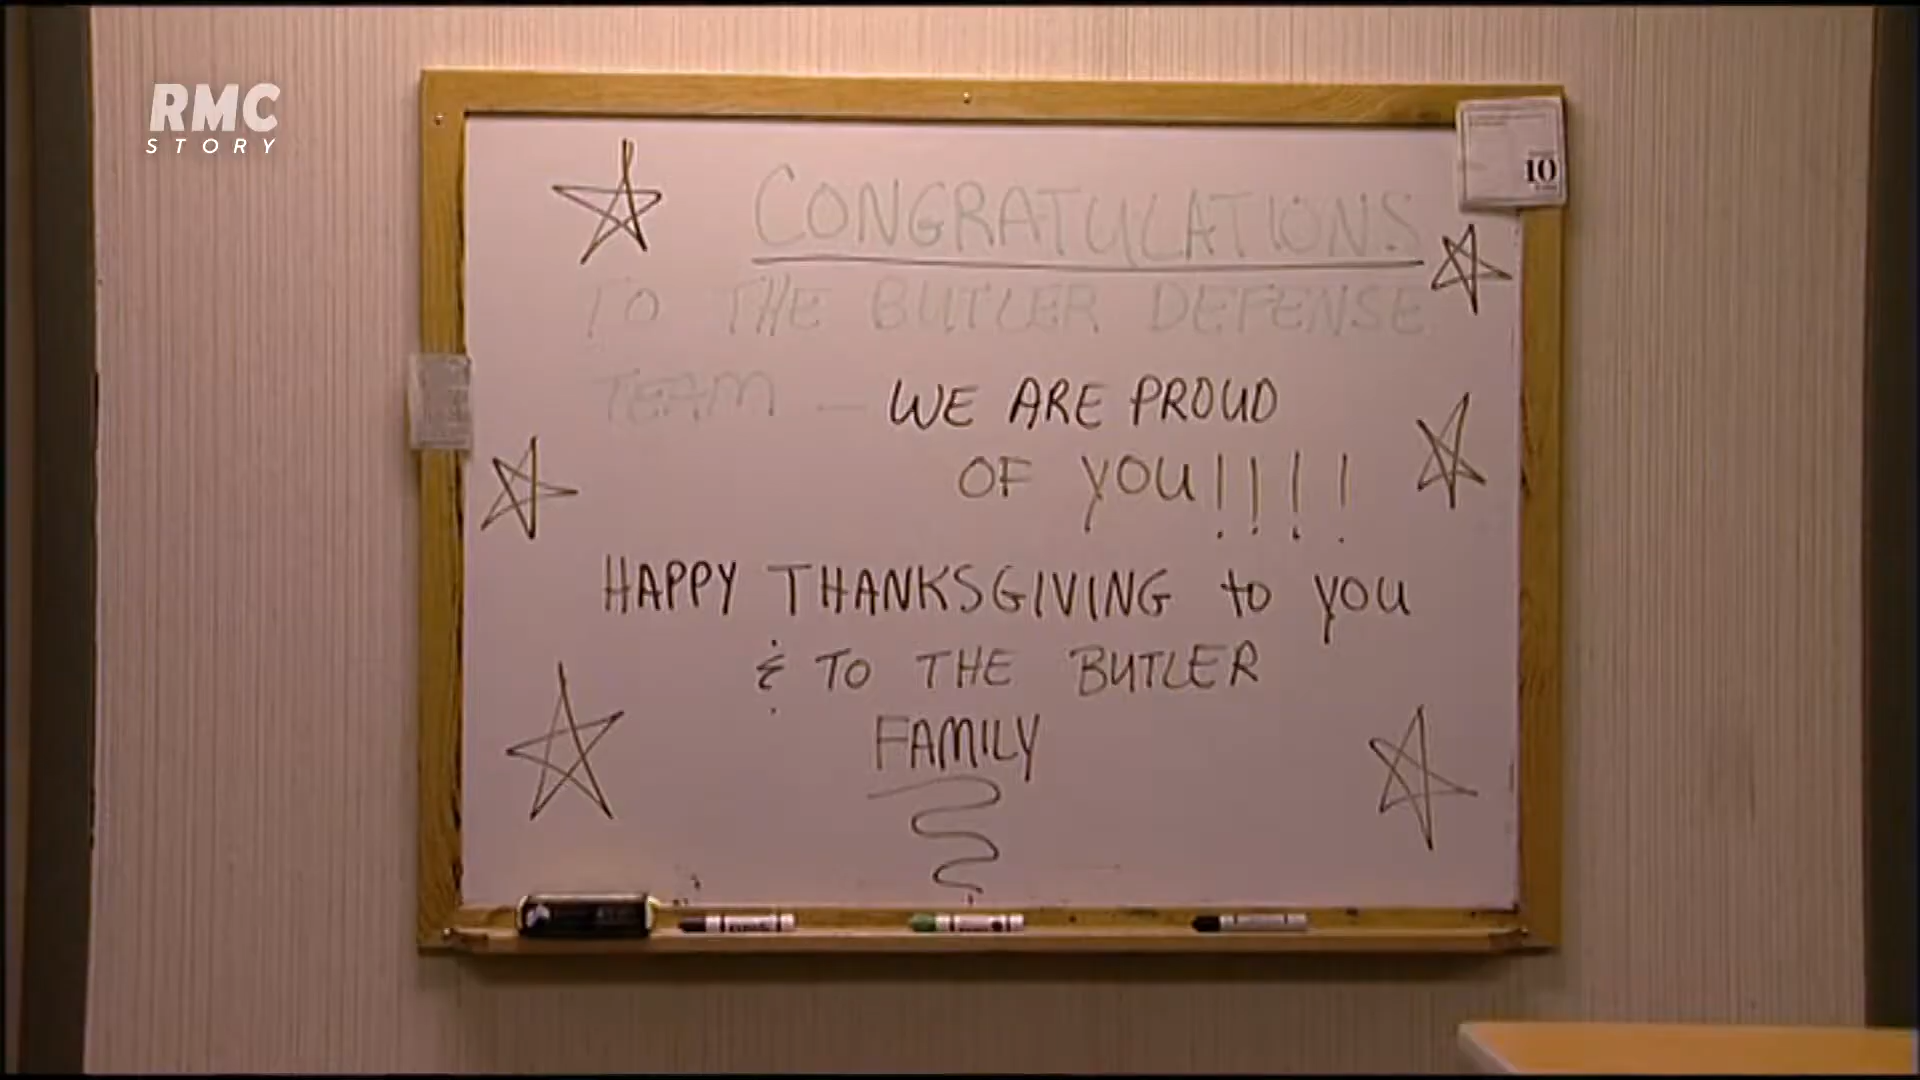 RMC
STORY
10
CONGRATULATIONS
TO THE BUTLER DEFENSE
TEAM — WE ARE PROUD
OF YOU!!!!
HAPPY THANKSGIVING to you
& TO THE BUTLER
FAMILY